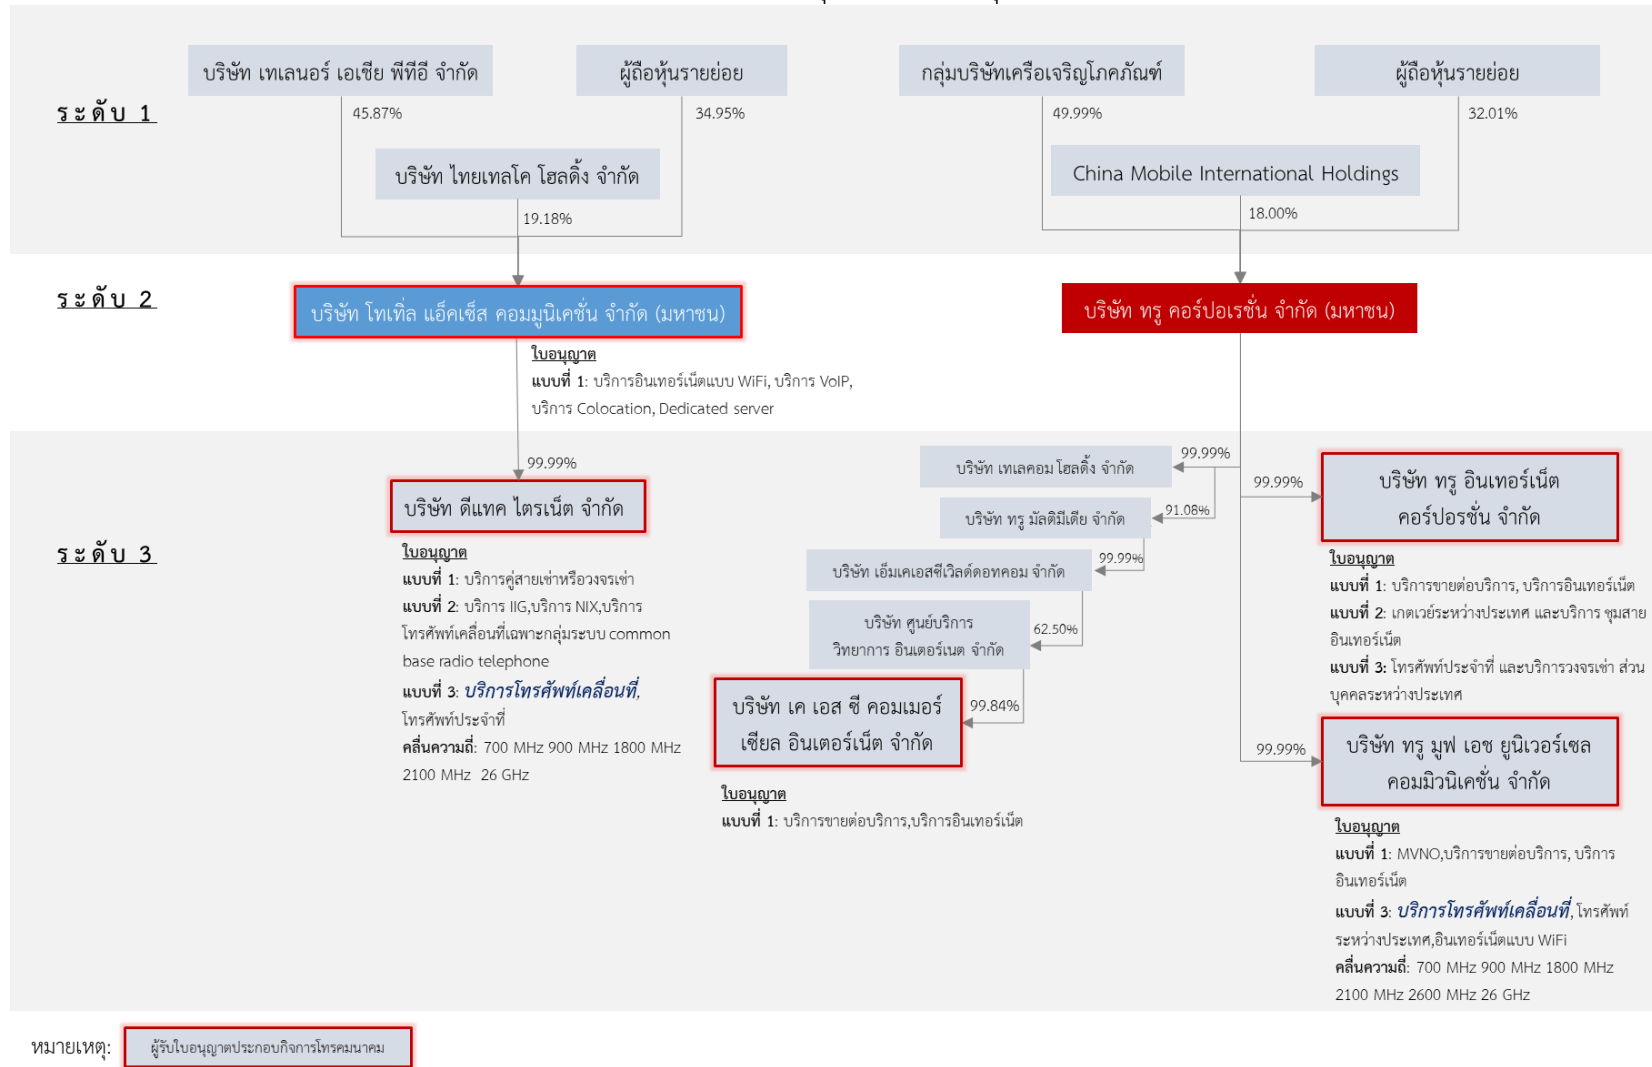 บริษัท เทเลนอร์ เอเชีย พีทีอี จำกัด
ผู้ถือหุ้นรายย่อย
กลุ่มบริษัทเครือเจริญโภคภัณฑ์
ผู้ถือหุ้นรายย่อย
ระดับ 1
45.87%
34.95%
49.99%
32.01%
บริษัท ไทยเทลโค โฮลดิ้ง จำกัด
China Mobile International Holdings
19.18%
18.00%
ระดับ 2
บริษัท โทเทิ่ล แอ็คเซ็ส คอมมูนิเคชั่น จำกัด (มหาชน)
บริษัท ทรู คอร์ปอเรชั่น จำกัด (มหาชน)
ใบอนุญาต
แบบที่ 1: บริการอินเทอร์เน็ตแบบ WiFi, บริการ VoIP,
บริการ Colocation, Dedicated server
ระดับ 3
99.99%
บริษัท ดีแทค ไตรเน็ต จำกัด
ใบอนุญาต
แบบที่ 1: บริการคู่สายเช่าหรือวงจรเช่า
แบบที่ 2: บริการ IIG,บริการ NIX,บริการ
โทรศัพท์เคลื่อนที่เฉพาะกลุ่มระบบ common
base radio telephone
แบบที่ 3: บริการโทรศัพท์เคลื่อนที่,
โทรศัพท์ประจำที่
คลื่นความถี่: 700 MHz 900 MHz 1800 MHz
2100 MHz 26 GHz
บริษัท เทเลคอม โฮลดิ้ง จำกัด
99.99%
บริษัท ทรู มัลติมีเดีย จำกัด
91.08%
99.99%
บริษัท เอ็มเคเอสซีเวิลด์ดอทคอม จำกัด
บริษัท ศูนย์บริการ
วิทยาการ อินเตอร์เนต จำกัด
62.50%
บริษัท เค เอส ซี คอมเมอร์
เชียล อินเตอร์เน็ต จำกัด
99.84%
ใบอนุญาต
แบบที่ 1: บริการขายต่อบริการ,บริการอินเทอร์เน็ต
99.99%
บริษัท ทรู อินเทอร์เน็ต
คอร์ปอรชั่น จำกัด
ใบอนุญาต
แบบที่ 1: บริการขายต่อบริการ, บริการอินเทอร์เน็ต
แบบที่ 2: เกตเวย์ระหว่างประเทศ และบริการ ชุมสาย
อินเทอร์เน็ต
แบบที่ 3: โทรศัพท์ประจำที่ และบริการวงจรเช่า ส่วน
บุคคลระหว่างประเทศ
99.99%
บริษัท ทรู มูฟ เอช ยูนิเวอร์เซล
คอมมิวนิเคชั่น จำกัด
ใบอนุญาต
แบบที่ 1: MVNO,บริการขายต่อบริการ, บริการ
อินเทอร์เน็ต
แบบที่ 3: บริการโทรศัพท์เคลื่อนที่, โทรศัพท์
ระหว่างประเทศ,อินเทอร์เน็ตแบบ WiFi
คลื่นความถี่: 700 MHz 900 MHz 1800 MHz
2100 MHz 2600 MHz 26 GHz
หมายเหตุ:
ผู้รับใบอนุญาตประกอบกิจการโทรคมนาคม